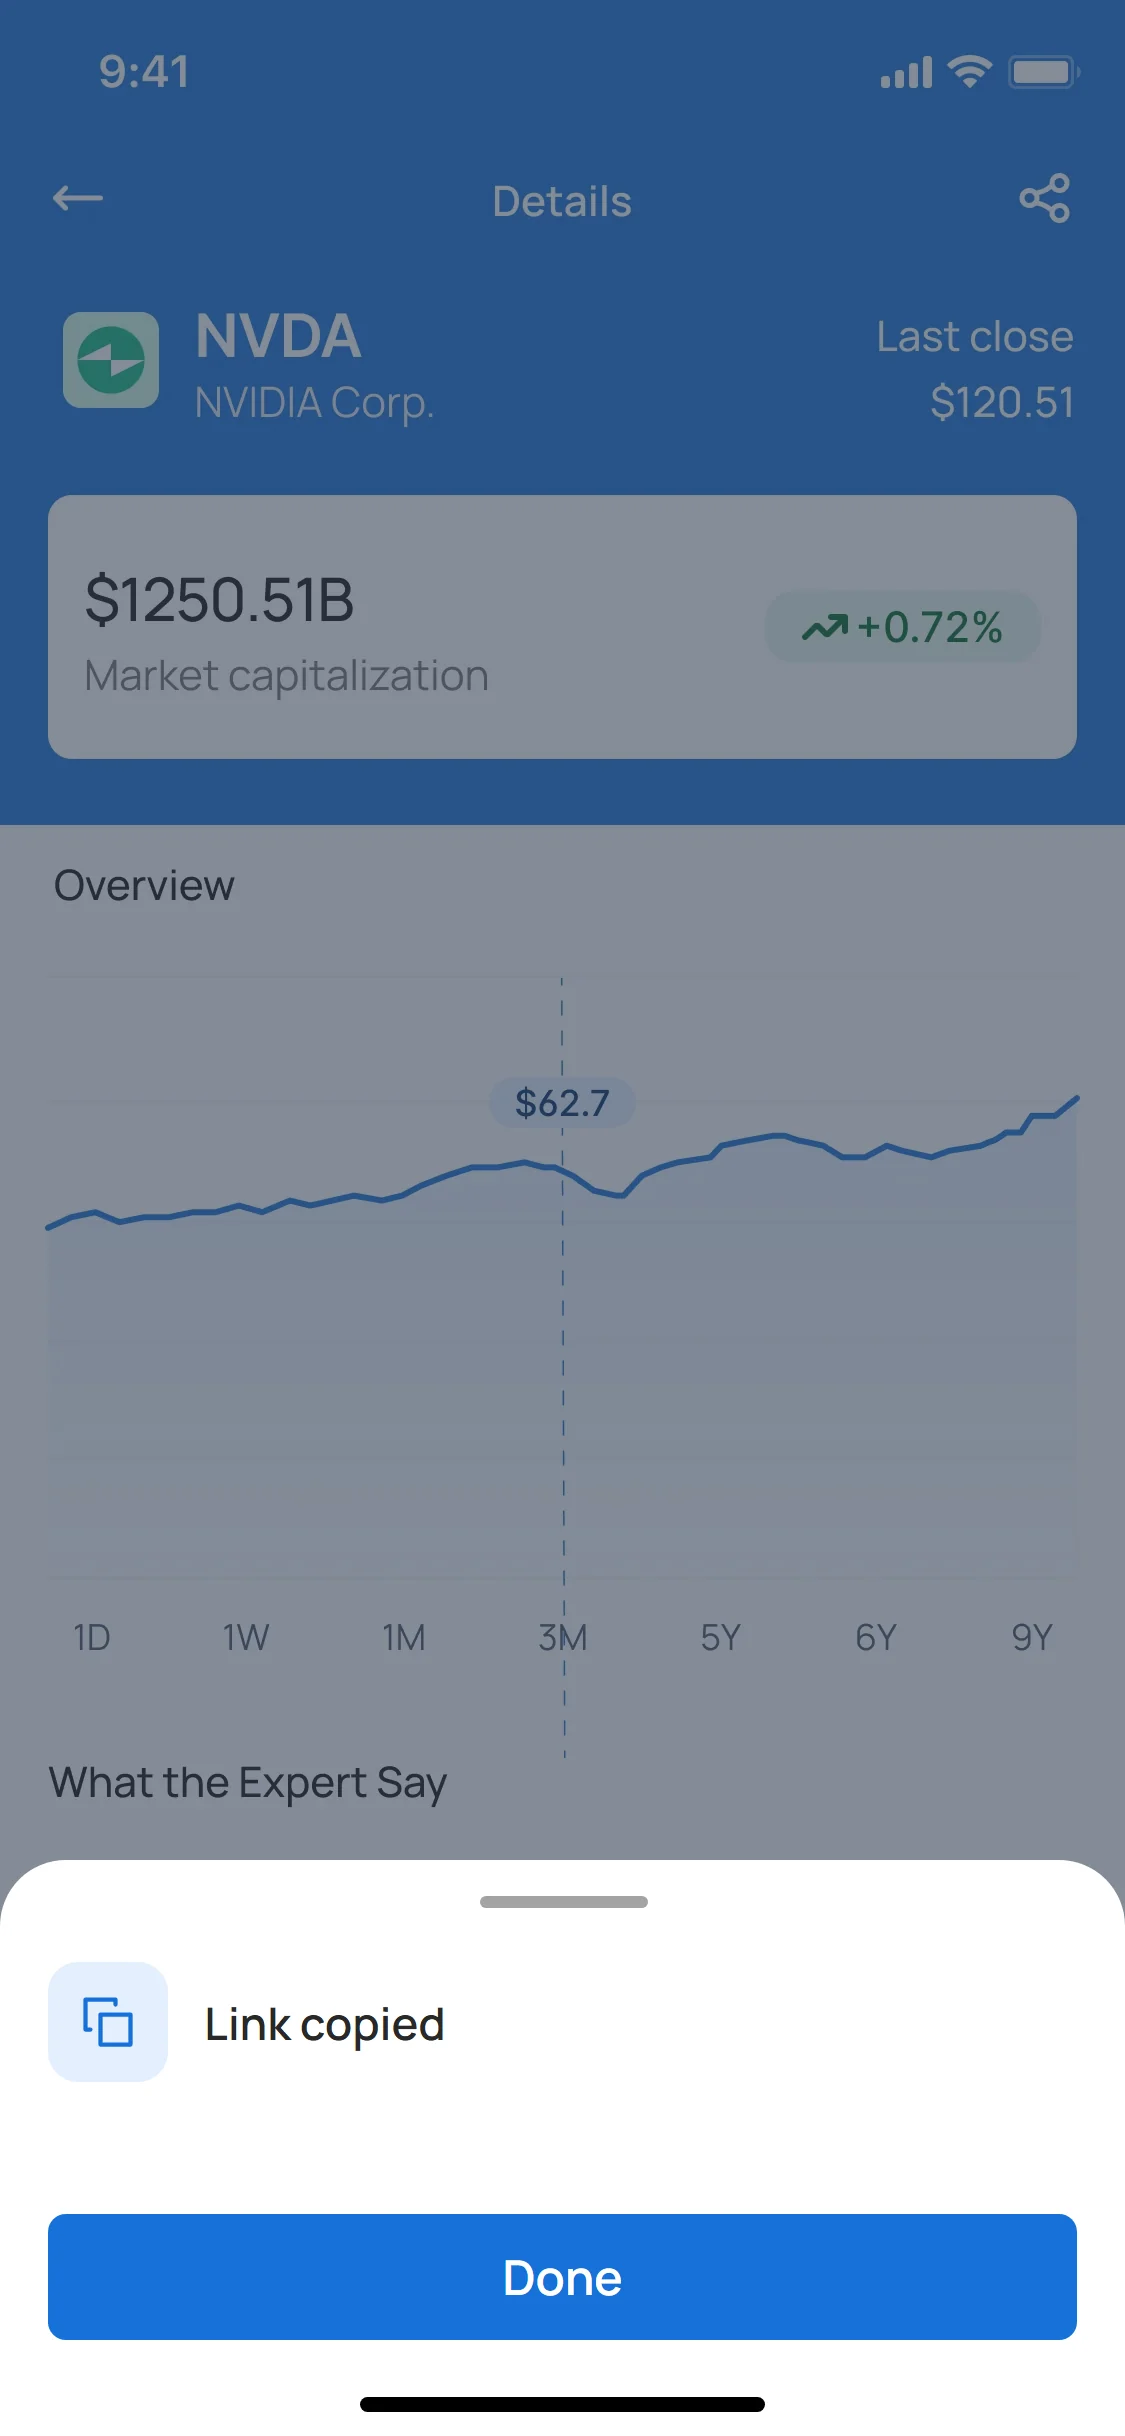 9:41
Details
NVDA
NVIDIA Corp.
Last close
$120.51
$1250.51B
Market capitalization
+0.72%
Overview
$62.7
1D 1W 1M 3M 5Y 6Y 9Y
What the Expert Say
Link copied
Done